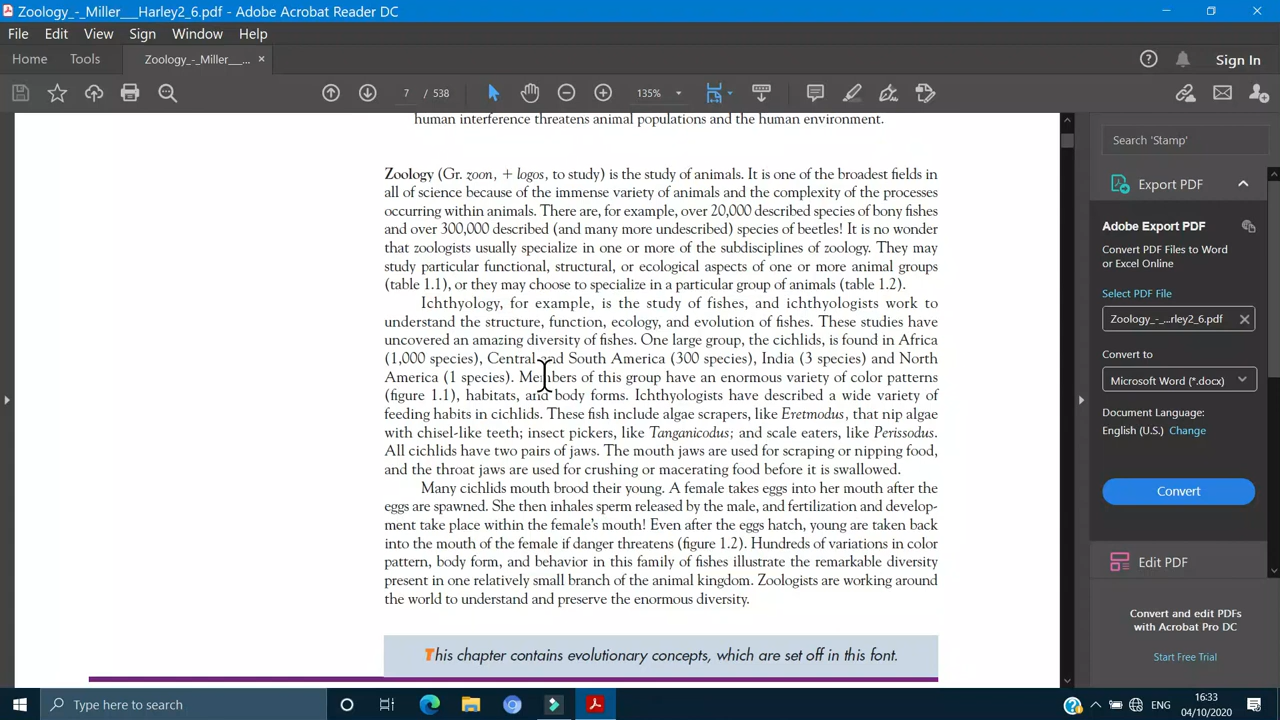 Zoology_-_Miller___Harley2_6.pdf - Adobe Acrobat Reader DC
File Edit View Sign Window Help
Home Tools Zoology_-_Miller___... × Sign In
7 / 538 135%
human interference threatens animal populations and the human environment.
Zoology (Gr. zoon, + logos, to study) is the study of animals. It is one of the broadest fields in
all of science because of the immense variety of animals and the complexity of the processes
occurring within animals. There are, for example, over 20,000 described species of bony fishes
and over 300,000 described (and many more undescribed) species of beetles! It is no wonder
that zoologists usually specialize in one or more of the subdisciplines of zoology. They may
study particular functional, structural, or ecological aspects of one or more animal groups
(table 1.1), or they may choose to specialize in a particular group of animals (table 1.2).
Ichthyology, for example, is the study of fishes, and ichthyologists work to
understand the structure, function, ecology, and evolution of fishes. These studies have
uncovered an amazing diversity of fishes. One large group, the cichlids, is found in Africa
(1,000 species), Central and South America (300 species), India (3 species) and North
America (1 species). Members of this group have an enormous variety of color patterns
(figure 1.1), habitats, and body forms. Ichthyologists have described a wide variety of
feeding habits in cichlids. These fish include algae scrapers, like Eretmodus, that nip algae
with chisel-like teeth; insect pickers, like Tanganicodus; and scale eaters, like Perissodus.
All cichlids have two pairs of jaws. The mouth jaws are used for scraping or nipping food,
and the throat jaws are used for crushing or macerating food before it is swallowed.
Many cichlids mouth brood their young. A female takes eggs into her mouth after the
eggs are spawned. She then inhales sperm released by the male, and fertilization and develop-
ment take place within the female's mouth! Even after the eggs hatch, young are taken back
into the mouth of the female if danger threatens (figure 1.2). Hundreds of variations in color
pattern, body form, and behavior in this family of fishes illustrate the remarkable diversity
present in one relatively small branch of the animal kingdom. Zoologists are working around
the world to understand and preserve the enormous diversity.
This chapter contains evolutionary concepts, which are set off in this font.
Search 'Stamp'
Export PDF
Adobe Export PDF
Convert PDF Files to Word
or Excel Online
Select PDF File
Zoology_-_...rley2_6.pdf
Convert to
Microsoft Word (*.docx)
Document Language:
English (U.S.) Change
Convert
Edit PDF
Convert and edit PDFs
with Acrobat Pro DC
Start Free Trial
Type here to search
ENG
16:33
04/10/2020